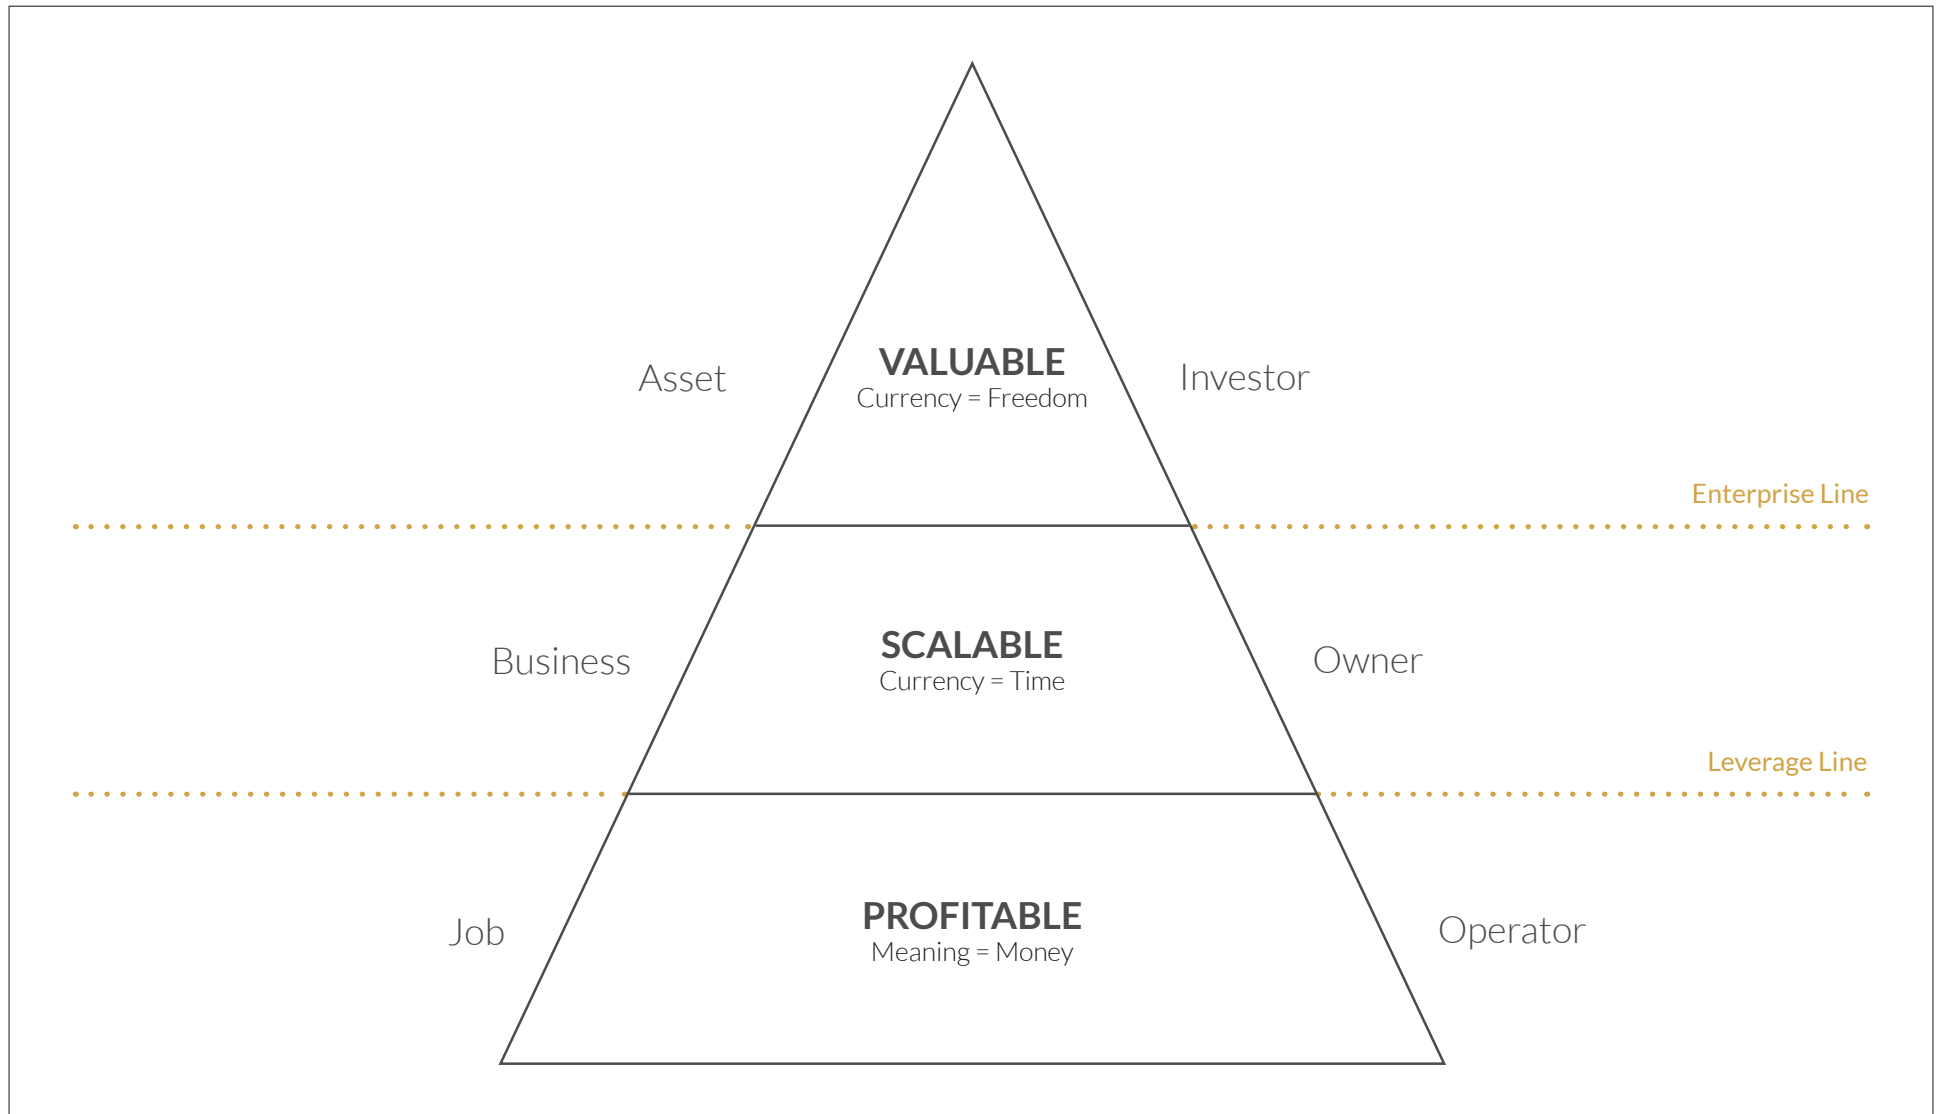 VALUABLE
Currency = Freedom
Asset
Investor
Enterprise Line
SCALABLE
Currency = Time
Business
Owner
Leverage Line
PROFITABLE
Meaning = Money
Job
Operator